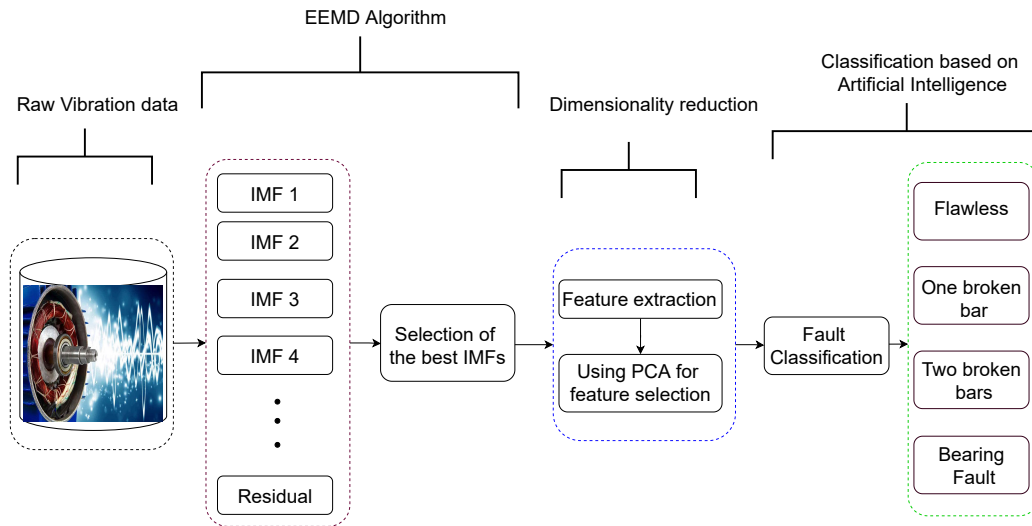 EEMD Algorithm
Classification based on
Artificial Intelligence
Raw Vibration data
Dimensionality reduction
IMF 1
IMF 2
IMF 3
IMF 4
Residual
Selection of
the best IMFs
Feature extraction
Using PCA for
feature selection
Fault
Classification
Flawless
One broken
bar
Two broken
bars
Bearing
Fault